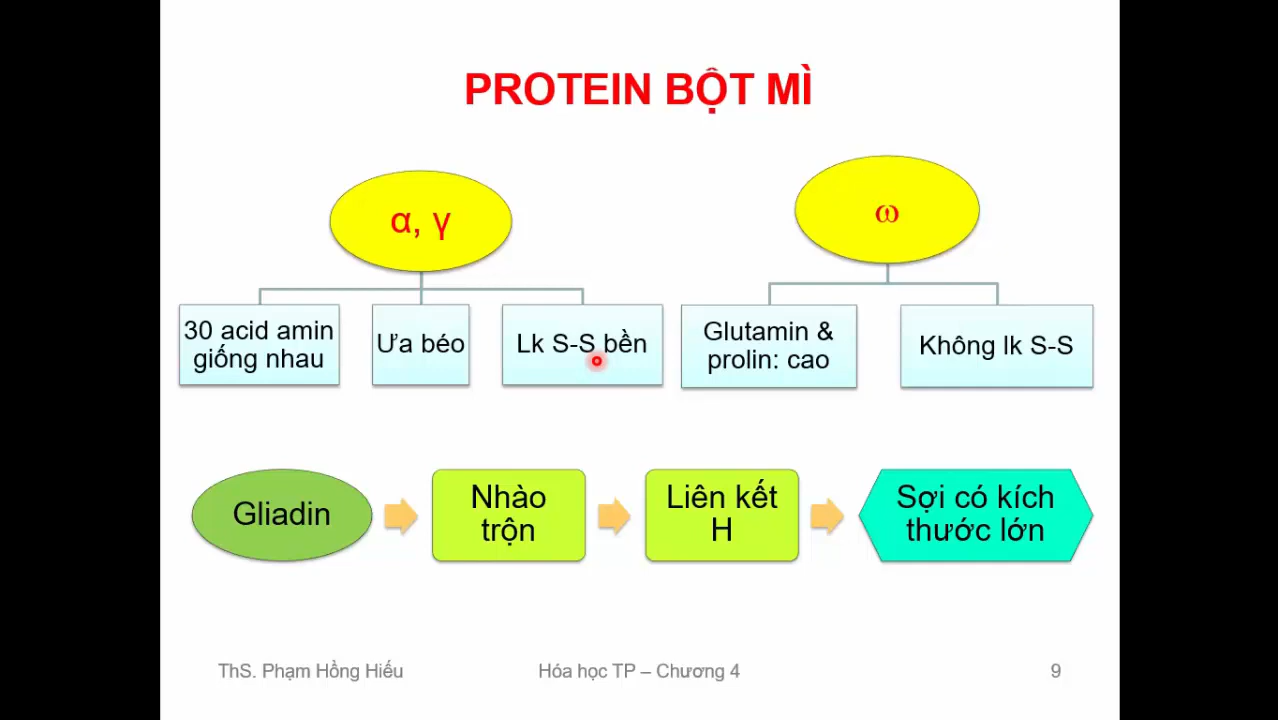 PROTEIN BỘT MÌ
α, γ
ω
30 acid amin
giống nhau
Ưa béo
Lk S-S bền
Glutamin &
prolin: cao
Không lk S-S
Gliadin
Nhào
trộn
Liên kết
H
Sợi có kích
thước lớn
ThS. Phạm Hồng Hiếu
Hóa học TP – Chương 4
9